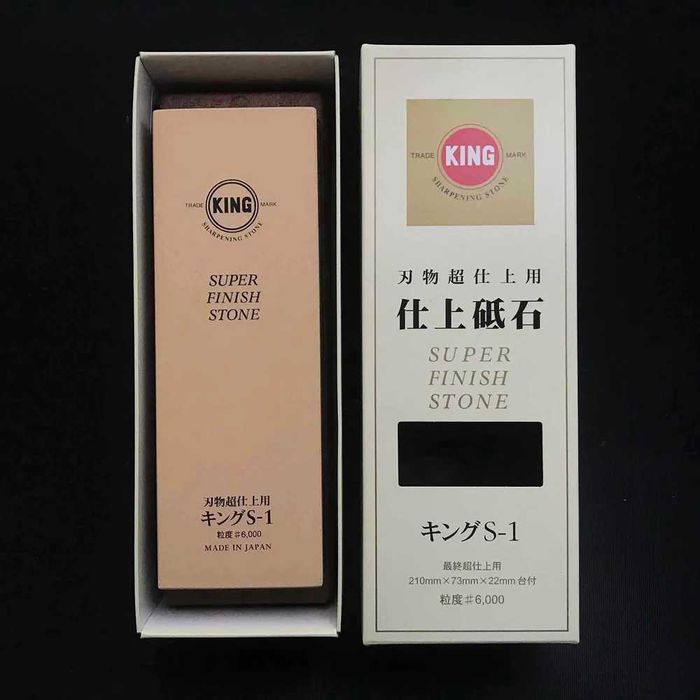 TRADE KING MARK
SHARPENING STONE
SUPER
FINISH
STONE
刃物超仕上用
キングS-1
粒度#6,000
MADE IN JAPAN
TRADE KING MARK
SHARPENING STONE
刃物超仕上用
仕上砥石
SUPER
FINISH
STONE
キングS-1
最終超仕上用
210mm×73mm×22mm 台付
粒度#6,000